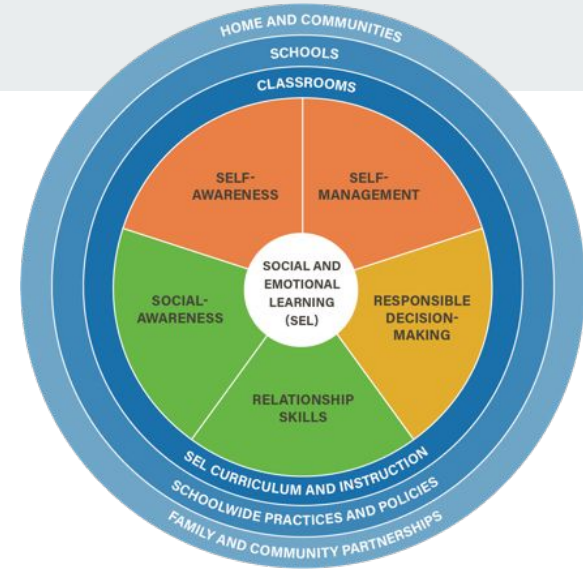 HOME AND COMMUNITIES
SCHOOLS
CLASSROOMS
SELF-
AWARENESS
SELF-
MANAGEMENT
SOCIAL AND
EMOTIONAL
LEARNING
(SEL)
SOCIAL-
AWARENESS
RESPONSIBLE
DECISION-
MAKING
RELATIONSHIP
SKILLS
SEL CURRICULUM AND INSTRUCTION
SCHOOLWIDE PRACTICES AND POLICIES
FAMILY AND COMMUNITY PARTNERSHIPS